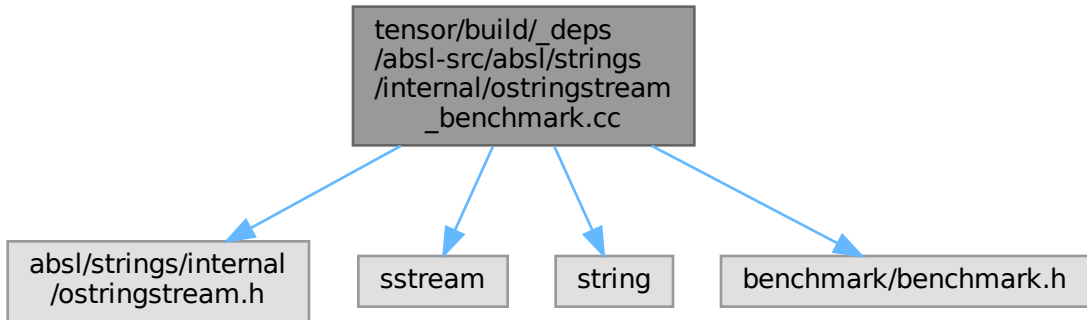 tensor/build/_deps
/absl-src/absl/strings
/internal/ostringstream
_benchmark.cc
absl/strings/internal
/ostringstream.h
sstream
string
benchmark/benchmark.h